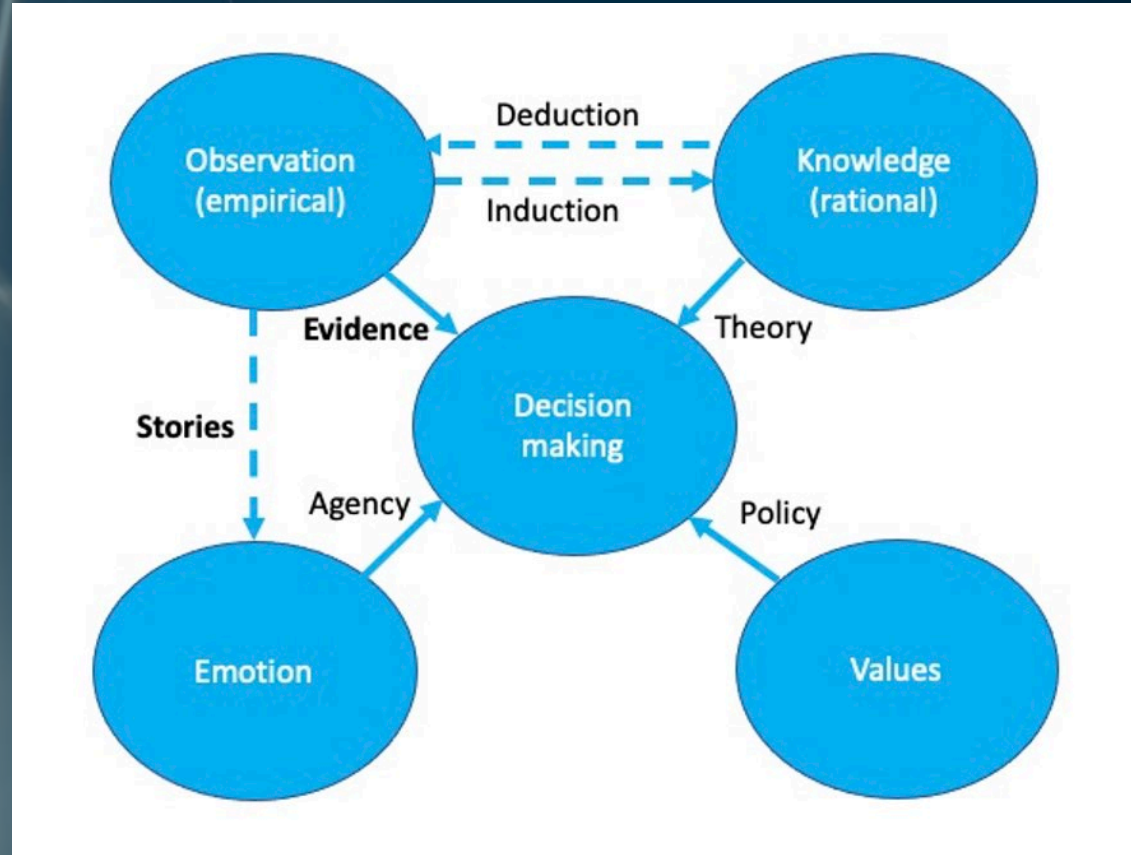 Deduction
Observation
(empirical)
Knowledge
(rational)
Induction
Evidence
Theory
Decision
making
Stories
Agency
Policy
Emotion
Values